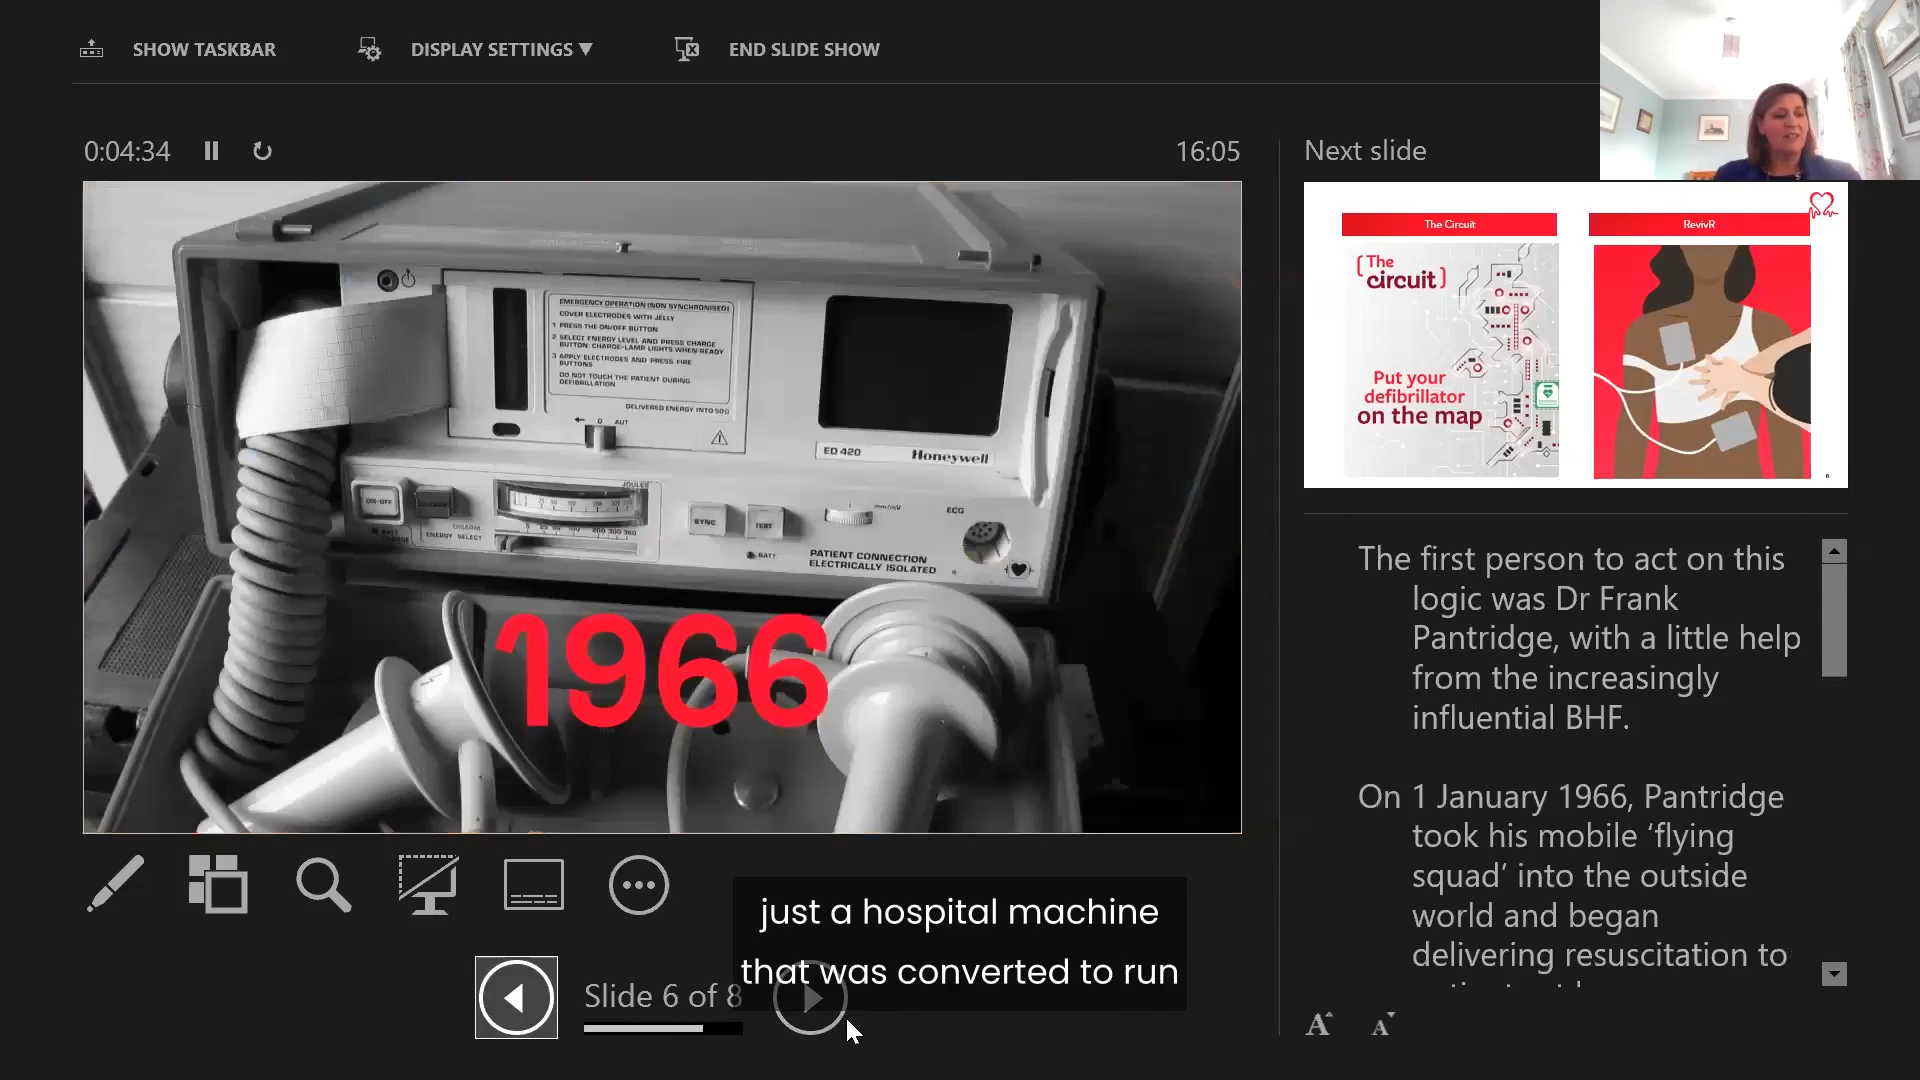 SHOW TASKBAR
DISPLAY SETTINGS ▼
END SLIDE SHOW
0:04:34
16:05
Next slide
EMERGENCY OPERATION (NON SYNCHRONISED)
COVER ELECTRODES WITH JELLY
1 PRESS THE ON/OFF BUTTON
2 SELECT ENERGY LEVEL AND PRESS CHARGE
BUTTON: CHARGE-LAMP LIGHTS WHEN READY
3 APPLY ELECTRODES AND PRESS FIRE
BUTTONS
DO NOT TOUCH THE PATIENT DURING
DEFIBRILLATION
DELIVERED ENERGY INTO 50Ω
0 AUT
ED 420 Honeywell
JOULES
ON-OFF
ENERGY SELECT
SYNC
TEST
mm/mV
ECG
BATT.
PATIENT CONNECTION
ELECTRICALLY ISOLATED
1966
The Circuit
RevivR
The
circuit
Put your
defibrillator
on the map
The first person to act on this
logic was Dr Frank
Pantridge, with a little help
from the increasingly
influential BHF.
On 1 January 1966, Pantridge
took his mobile ‘flying
squad’ into the outside
world and began
delivering resuscitation to
just a hospital machine
that was converted to run
Slide 6 of 8
A A